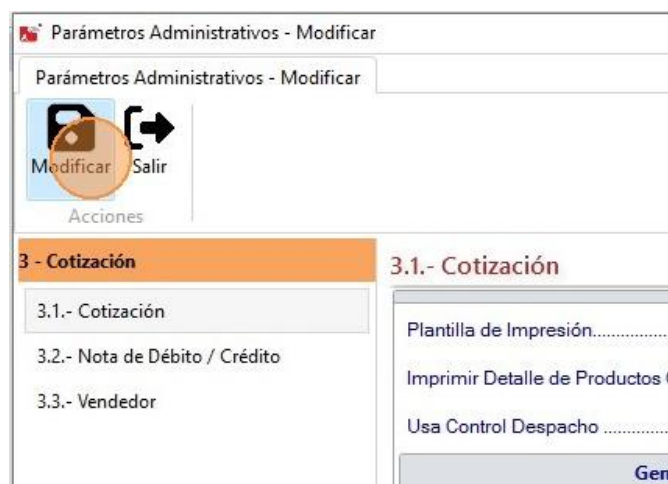 Parámetros Administrativos - Modificar
Parámetros Administrativos - Modificar
Modificar Salir
Acciones
3 - Cotización
3.1.- Cotización
3.2.- Nota de Débito / Crédito
3.3.- Vendedor
3.1.- Cotización
Plantilla de Impresión................
Imprimir Detalle de Productos
Usa Control Despacho ..............